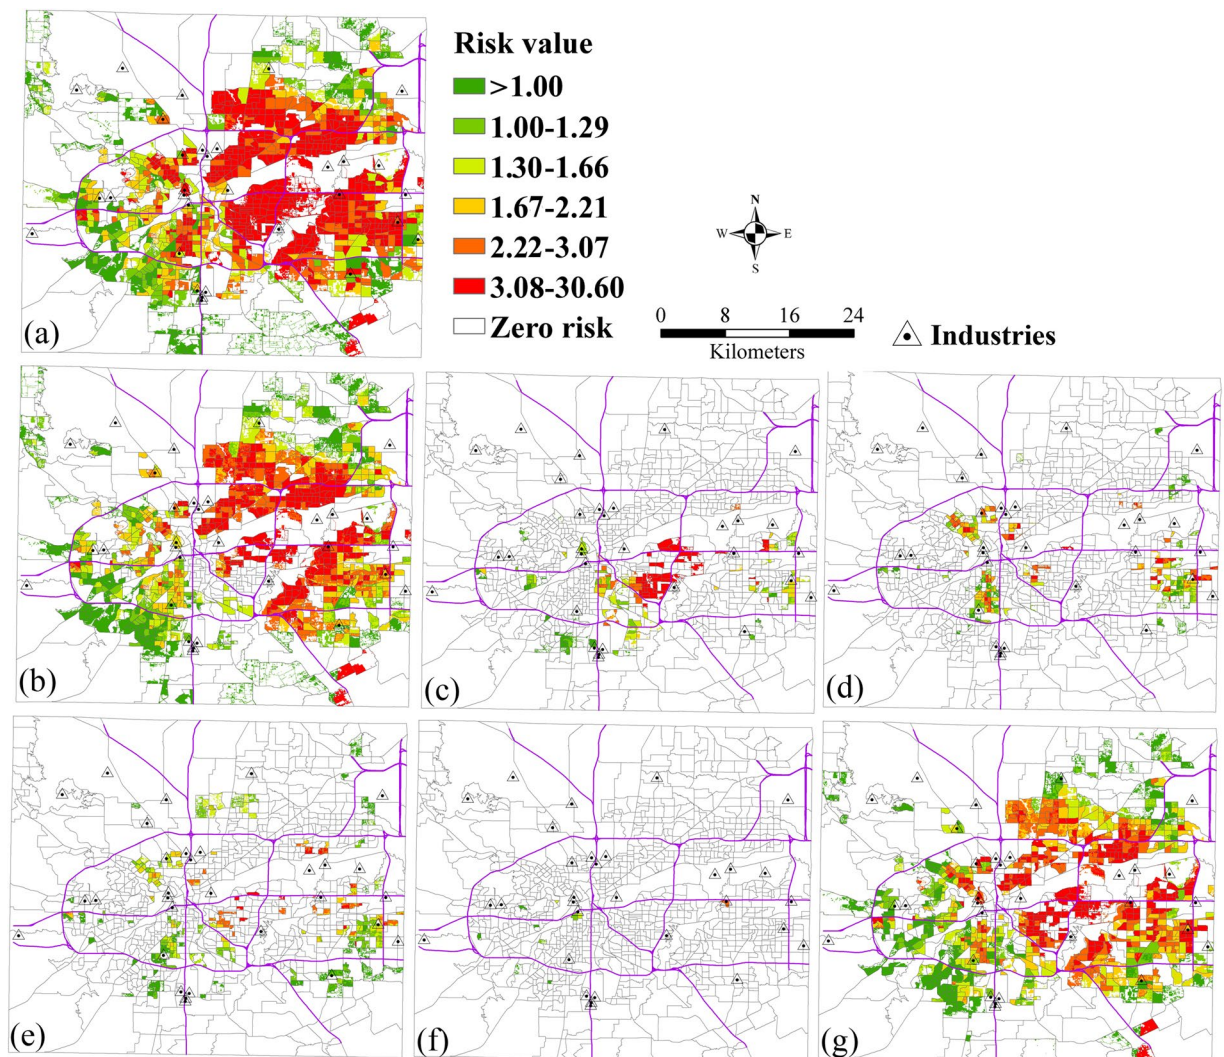 Risk value
>1.00
1.00-1.29
1.30-1.66
1.67-2.21
2.22-3.07
3.08-30.60
Zero risk
N
W E
S
0 8 16 24
Kilometers
Industries
(a)
(b)
(c)
(d)
(e)
(f)
(g)